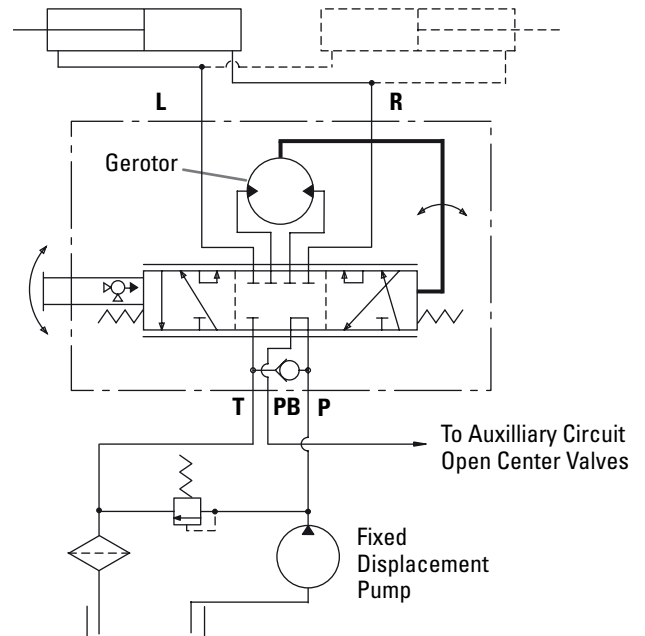 L
R
Gerotor
T
PB
P
To Auxilliary Circuit
Open Center Valves
Fixed
Displacement
Pump